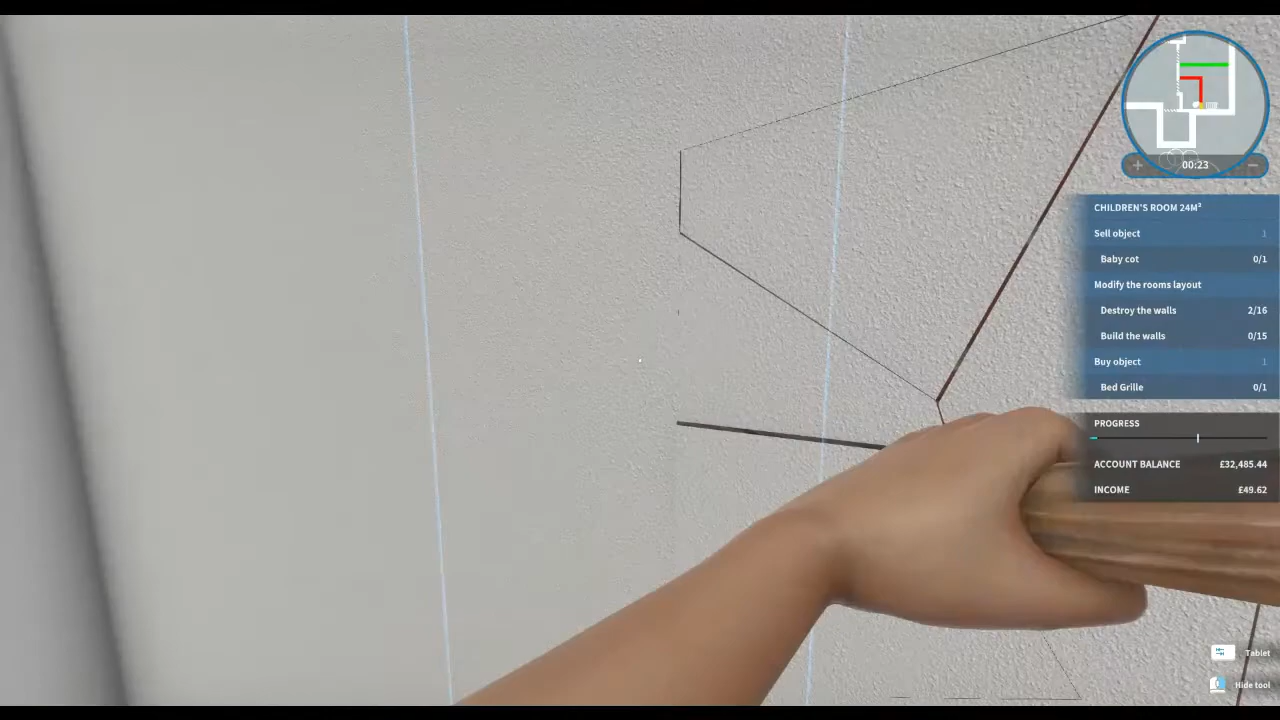 00:23
CHILDREN'S ROOM 24M²
Sell object 1
Baby cot 0/1
Modify the rooms layout
Destroy the walls 2/16
Build the walls 0/15
Buy object 1
Bed Grille 0/1
PROGRESS
ACCOUNT BALANCE £32,485.44
INCOME £49.62
Tablet
Hide tool